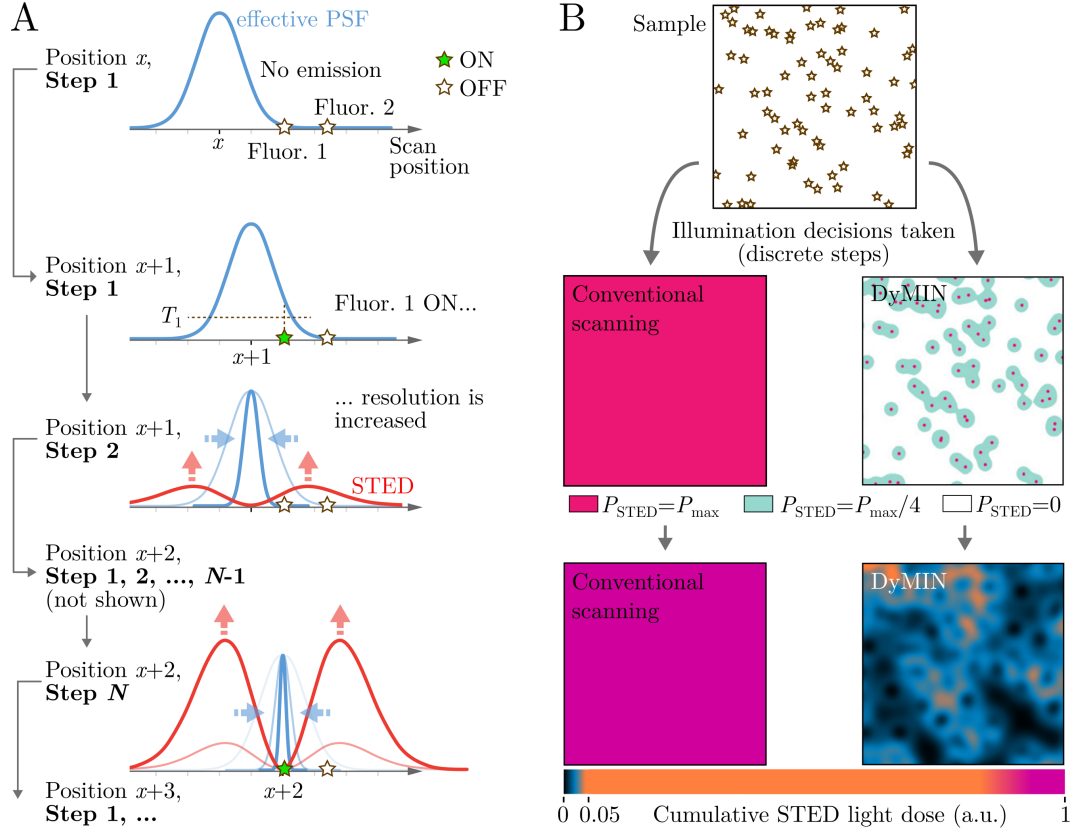 A
effective PSF
Position x,
Step 1
No emission
ON
OFF
Fluor. 2
x
Fluor. 1
Scan
position
Position x+1,
Step 1
T1
Fluor. 1 ON...
x+1
Position x+1,
Step 2
... resolution is
increased
STED
Position x+2,
Step 1, 2, ..., N-1
(not shown)
Position x+2,
Step N
x+2
Position x+3,
Step 1, ...
B
Sample
Illumination decisions taken
(discrete steps)
Conventional
scanning
DyMIN
PSTED=Pmax
PSTED=Pmax/4
PSTED=0
Conventional
scanning
DyMIN
0 0.05 Cumulative STED light dose (a.u.) 1